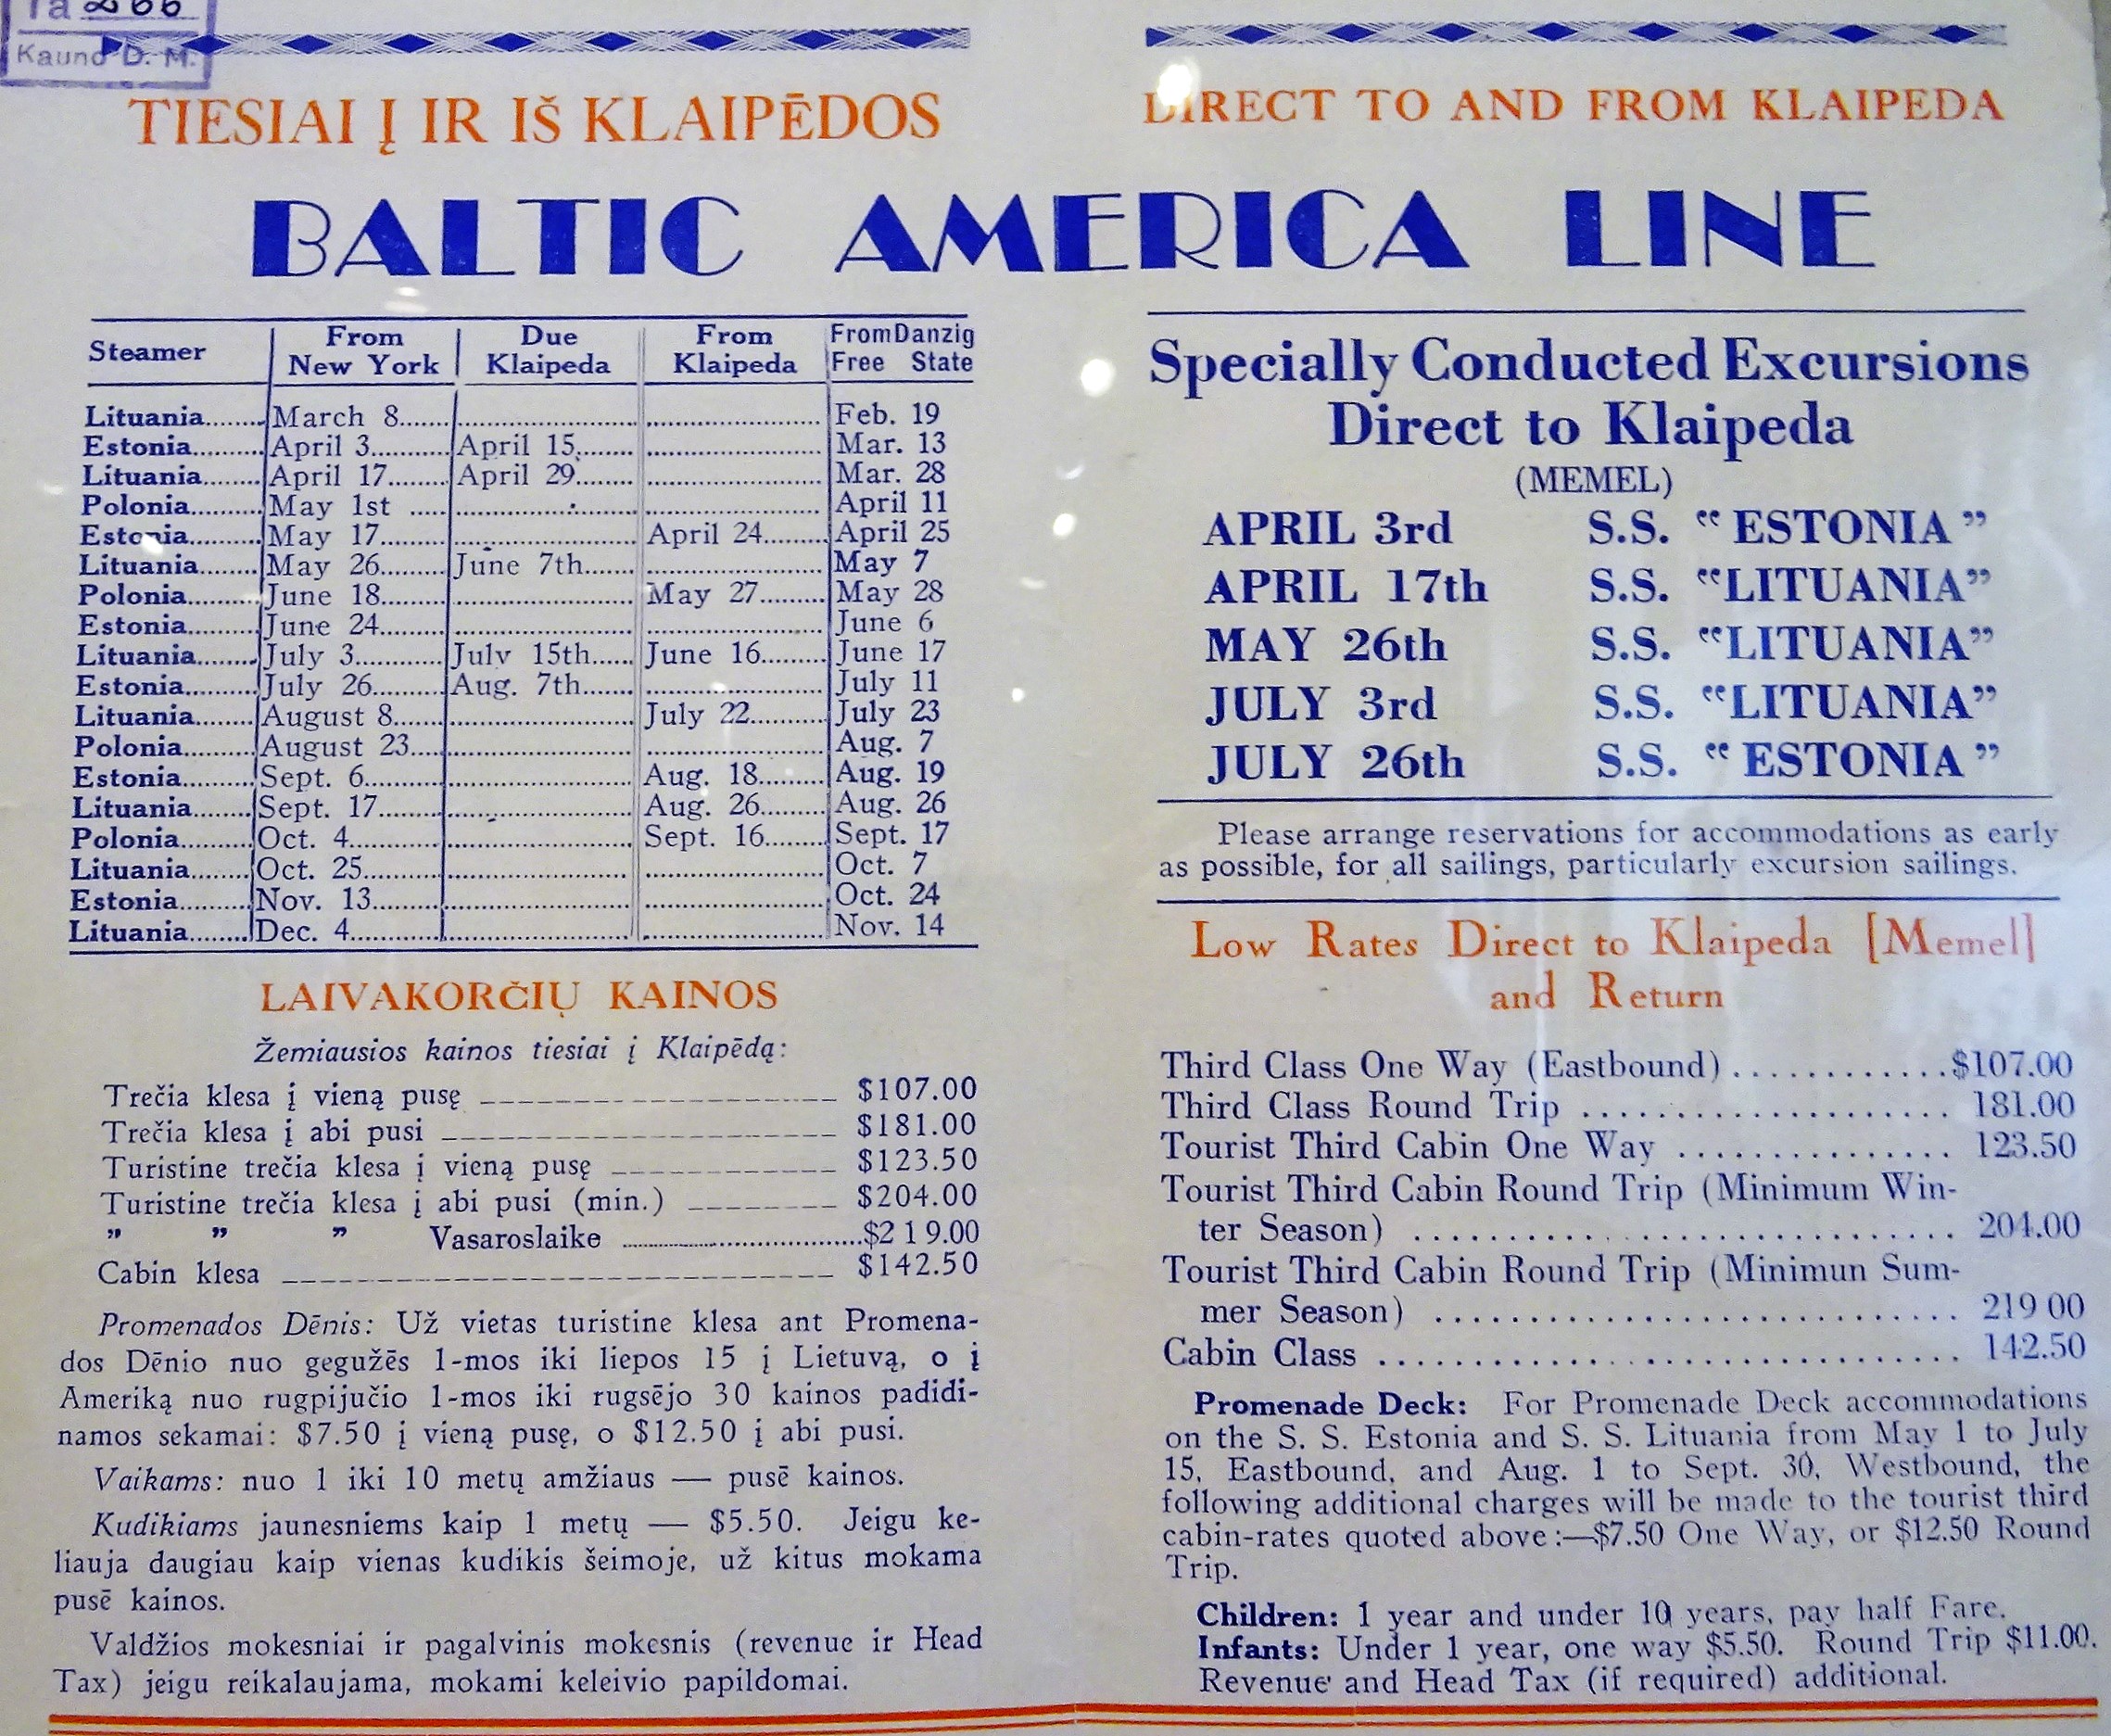 266
Kauno D. M.
TIESIAI Į IR IŠ KLAIPĒDOS
DIRECT TO AND FROM KLAIPEDA
BALTIC AMERICA LINE
Steamer From New York Due Klaipeda From Klaipeda From Danzig Free State
Lituania........March 8.......Feb. 19
Estonia..........April 3...........April 15.......Mar. 13
Lituania........April 17........April 29........Mar. 28
Polonia..........May 1st .....April 11
Estonia..........May 17.........April 24.........April 25
Lituania........May 26.........June 7th.......May 7
Polonia..........June 18........May 27.........May 28
Estonia..........June 24........June 6
Lituania........July 3............July 15th......June 16.........June 17
Estonia..........July 26.........Aug. 7th.......July 11
Lituania........August 8......July 22..........July 23
Polonia..........August 23....Aug. 7
Estonia..........Sept. 6..........Aug. 18.........Aug. 19
Lituania........Sept. 17........Aug. 26.........Aug. 26
Polonia..........Oct. 4...........Sept. 16........Sept. 17
Lituania........Oct. 25..........Oct. 7
Estonia..........Nov. 13.........Oct. 24
Lituania........Dec. 4............Nov. 14
LAIVAKORČIŲ KAINOS
Žemiausios kainos tiesiai į Klaipēdą:
Trečia klesa į vieną pusę $107.00
Trečia klesa į abi pusi $181.00
Turistine trečia klesa į vieną pusę $123.50
Turistine trečia klesa į abi pusi (min.) $204.00
” ” ” Vasaroslaike $219.00
Cabin klesa $142.50
Promenados Dēnis: Už vietas turistine klesa ant Promena-
dos Dēnio nuo gegužēs 1-mos iki liepos 15 į Lietuvą, o į
Ameriką nuo rugpijučio 1-mos iki rugsējo 30 kainos padidi-
namos sekamai: $7.50 į vieną pusę, o $12.50 į abi pusi.
Vaikams: nuo 1 iki 10 metų amžiaus — pusē kainos.
Kudikiams jaunesniems kaip 1 metų — $5.50. Jeigu ke-
liauja daugiau kaip vienas kudikis šeimoje, už kitus mokama
pusē kainos.
Valdžios mokesniai ir pagalvinis mokesnis (revenue ir Head
Tax) jeigu reikalaujama, mokami keleivio papildomai.
Specially Conducted Excursions
Direct to Klaipeda
(MEMEL)
APRIL 3rd S.S. “ ESTONIA ”
APRIL 17th S.S. “LITUANIA”
MAY 26th S.S. “LITUANIA”
JULY 3rd S.S. “LITUANIA”
JULY 26th S.S. “ ESTONIA ”
Please arrange reservations for accommodations as early
as possible, for all sailings, particularly excursion sailings.
Low Rates Direct to Klaipeda [Memel]
and Return
Third Class One Way (Eastbound) ............$107.00
Third Class Round Trip ................... 181.00
Tourist Third Cabin One Way .............. 123.50
Tourist Third Cabin Round Trip (Minimum Win-
ter Season) ........................... 204.00
Tourist Third Cabin Round Trip (Minimun Sum-
mer Season) .......................... 219 00
Cabin Class ............................. 142.50
Promenade Deck: For Promenade Deck accommodations
on the S. S. Estonia and S. S. Lituania from May 1 to July
15, Eastbound, and Aug. 1 to Sept. 30, Westbound, the
following additional charges will be made to the tourist third
cabin-rates quoted above:—$7.50 One Way, or $12.50 Round
Trip.
Children: 1 year and under 10 years, pay half Fare.
Infants: Under 1 year, one way $5.50. Round Trip $11.00.
Revenue and Head Tax (if required) additional.